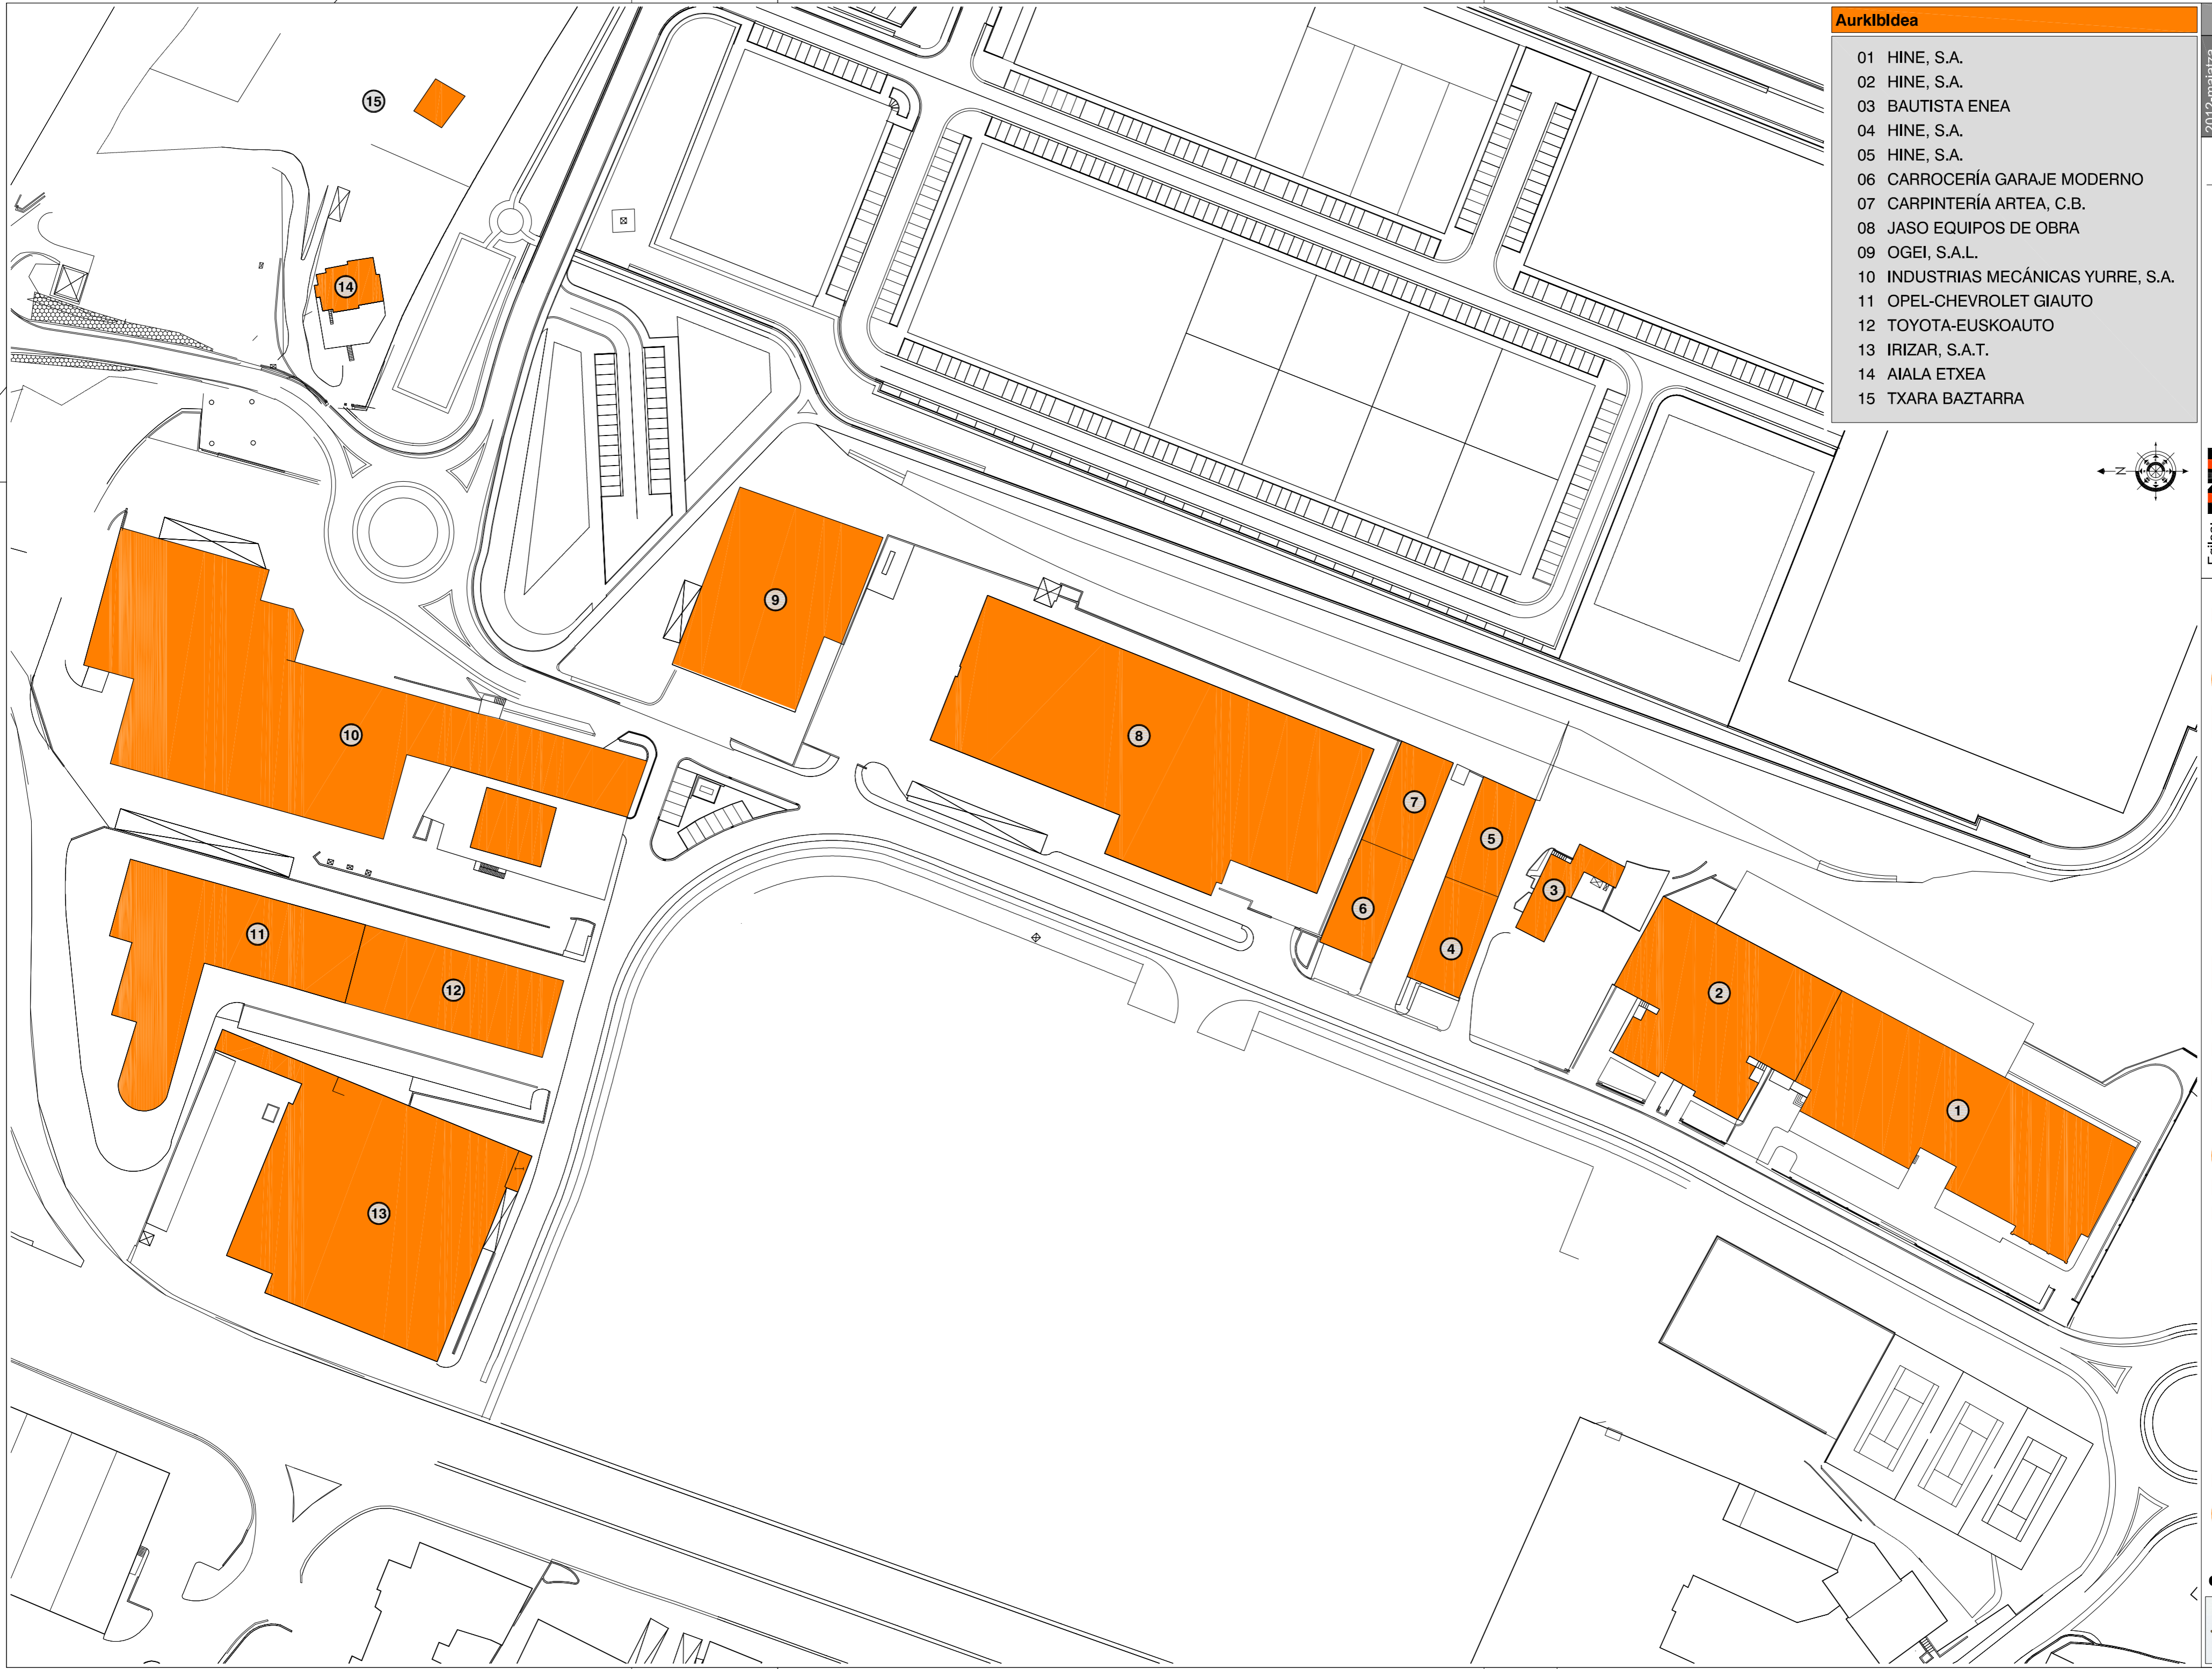 AurkIbIdea
01 HINE, S.A.
02 HINE, S.A.
03 BAUTISTA ENEA
04 HINE, S.A.
05 HINE, S.A.
06 CARROCERÍA GARAJE MODERNO
07 CARPINTERÍA ARTEA, C.B.
08 JASO EQUIPOS DE OBRA
09 OGEI, S.A.L.
10 INDUSTRIAS MECÁNICAS YURRE, S.A.
11 OPEL-CHEVROLET GIAUTO
12 TOYOTA-EUSKOAUTO
13 IRIZAR, S.A.T.
14 AIALA ETXEA
15 TXARA BAZTARRA
2012-maiatza
N
15
14
9
10
8
7
5
3
6
4
11
12
2
1
13